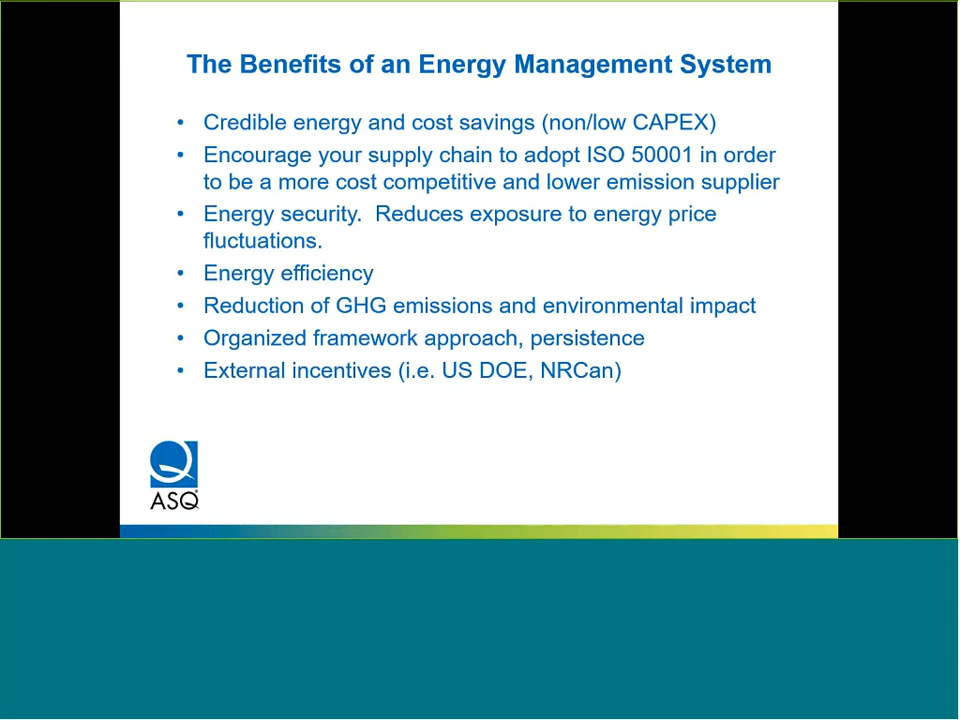 The Benefits of an Energy Management System
• Credible energy and cost savings (non/low CAPEX)
• Encourage your supply chain to adopt ISO 50001 in order
to be a more cost competitive and lower emission supplier
• Energy security.  Reduces exposure to energy price
fluctuations.
• Energy efficiency
• Reduction of GHG emissions and environmental impact
• Organized framework approach, persistence
• External incentives (i.e. US DOE, NRCan)
ASQ